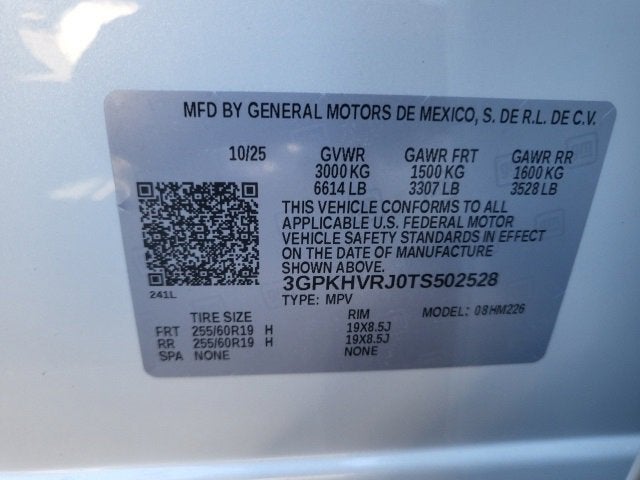 MFD BY GENERAL MOTORS DE MEXICO, S. DE R.L. DE C.V.
10/25 GVWR GAWR FRT GAWR RR
3000 KG 1500 KG 1600 KG
6614 LB 3307 LB 3528 LB
THIS VEHICLE CONFORMS TO ALL
APPLICABLE U.S. FEDERAL MOTOR
VEHICLE SAFETY STANDARDS IN EFFECT
ON THE DATE OF MANUFACTURE
SHOWN ABOVE.
3GPKHVRJ0TS502528
241L
TYPE: MPV MODEL: 08HM226
TIRE SIZE RIM
FRT 255/60R19 H 19X8.5J
RR 255/60R19 H 19X8.5J
SPA NONE NONE